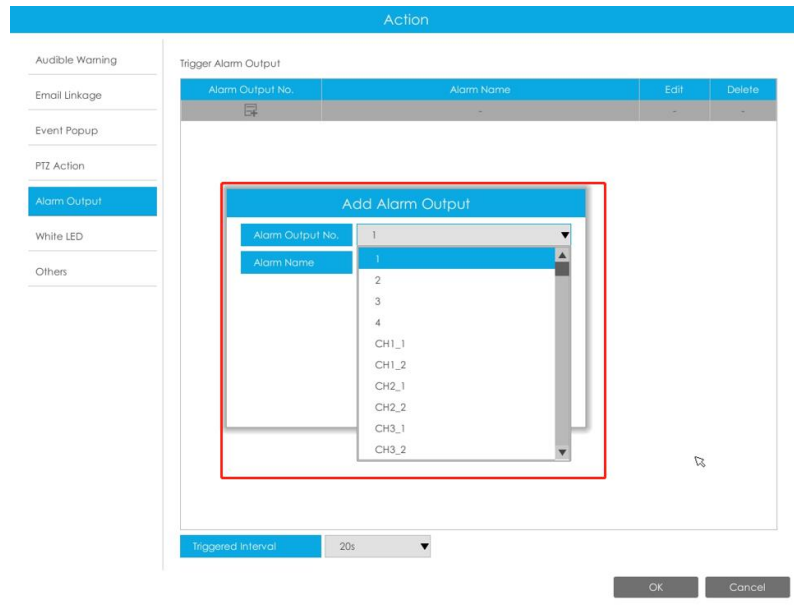 Action
Audible Warning
Email Linkage
Event Popup
PTZ Action
Alarm Output
White LED
Others
Trigger Alarm Output
Alarm Output No. Alarm Name Edit Delete
- - -
Add Alarm Output
Alarm Output No. 1
Alarm Name
1
2
3
4
CH1_1
CH1_2
CH2_1
CH2_2
CH3_1
CH3_2
Triggered Interval 20s
OK Cancel